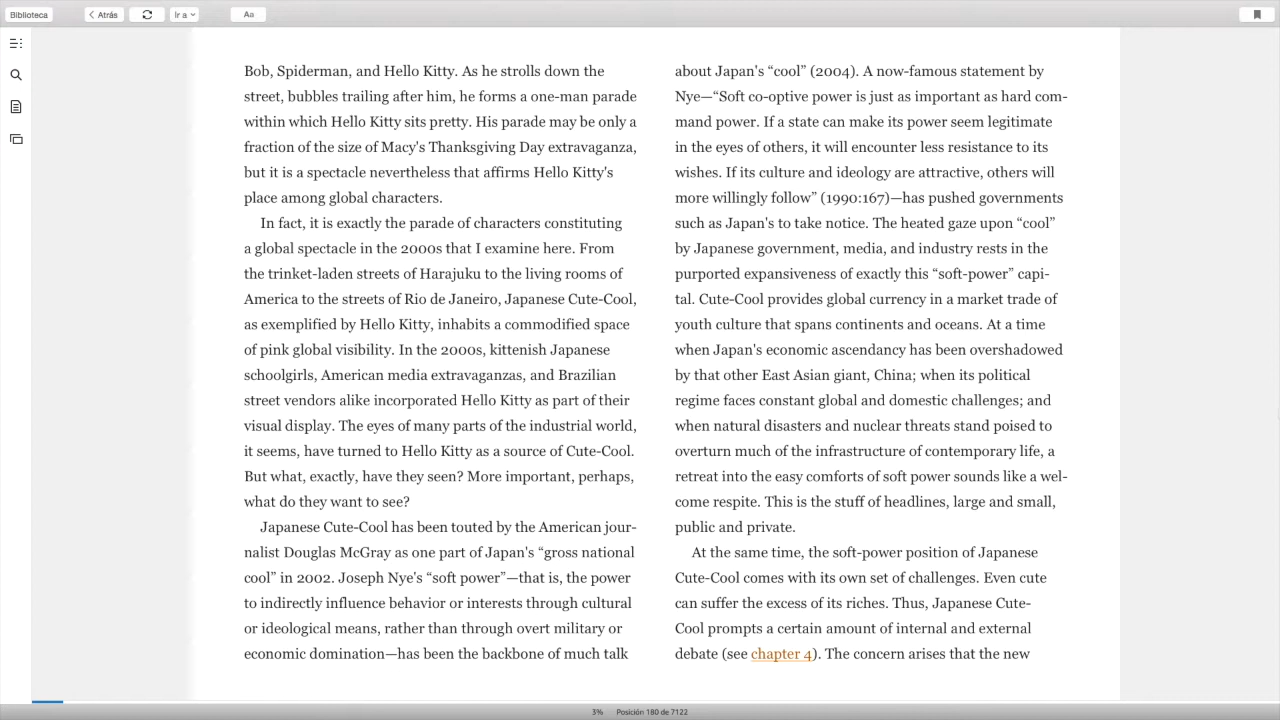 Biblioteca
Atrás
Ir a
Aa
Bob, Spiderman, and Hello Kitty. As he strolls down the
street, bubbles trailing after him, he forms a one-man parade
within which Hello Kitty sits pretty. His parade may be only a
fraction of the size of Macy's Thanksgiving Day extravaganza,
but it is a spectacle nevertheless that affirms Hello Kitty's
place among global characters.
In fact, it is exactly the parade of characters constituting
a global spectacle in the 2000s that I examine here. From
the trinket-laden streets of Harajuku to the living rooms of
America to the streets of Rio de Janeiro, Japanese Cute-Cool,
as exemplified by Hello Kitty, inhabits a commodified space
of pink global visibility. In the 2000s, kittenish Japanese
schoolgirls, American media extravaganzas, and Brazilian
street vendors alike incorporated Hello Kitty as part of their
visual display. The eyes of many parts of the industrial world,
it seems, have turned to Hello Kitty as a source of Cute-Cool.
But what, exactly, have they seen? More important, perhaps,
what do they want to see?
Japanese Cute-Cool has been touted by the American jour-
nalist Douglas McGray as one part of Japan's “gross national
cool” in 2002. Joseph Nye's “soft power”—that is, the power
to indirectly influence behavior or interests through cultural
or ideological means, rather than through overt military or
economic domination—has been the backbone of much talk
about Japan's “cool” (2004). A now-famous statement by
Nye—“Soft co-optive power is just as important as hard com-
mand power. If a state can make its power seem legitimate
in the eyes of others, it will encounter less resistance to its
wishes. If its culture and ideology are attractive, others will
more willingly follow” (1990:167)—has pushed governments
such as Japan's to take notice. The heated gaze upon “cool”
by Japanese government, media, and industry rests in the
purported expansiveness of exactly this “soft-power” capi-
tal. Cute-Cool provides global currency in a market trade of
youth culture that spans continents and oceans. At a time
when Japan's economic ascendancy has been overshadowed
by that other East Asian giant, China; when its political
regime faces constant global and domestic challenges; and
when natural disasters and nuclear threats stand poised to
overturn much of the infrastructure of contemporary life, a
retreat into the easy comforts of soft power sounds like a wel-
come respite. This is the stuff of headlines, large and small,
public and private.
At the same time, the soft-power position of Japanese
Cute-Cool comes with its own set of challenges. Even cute
can suffer the excess of its riches. Thus, Japanese Cute-
Cool prompts a certain amount of internal and external
debate (see chapter 4). The concern arises that the new
3% Posición 180 de 7122